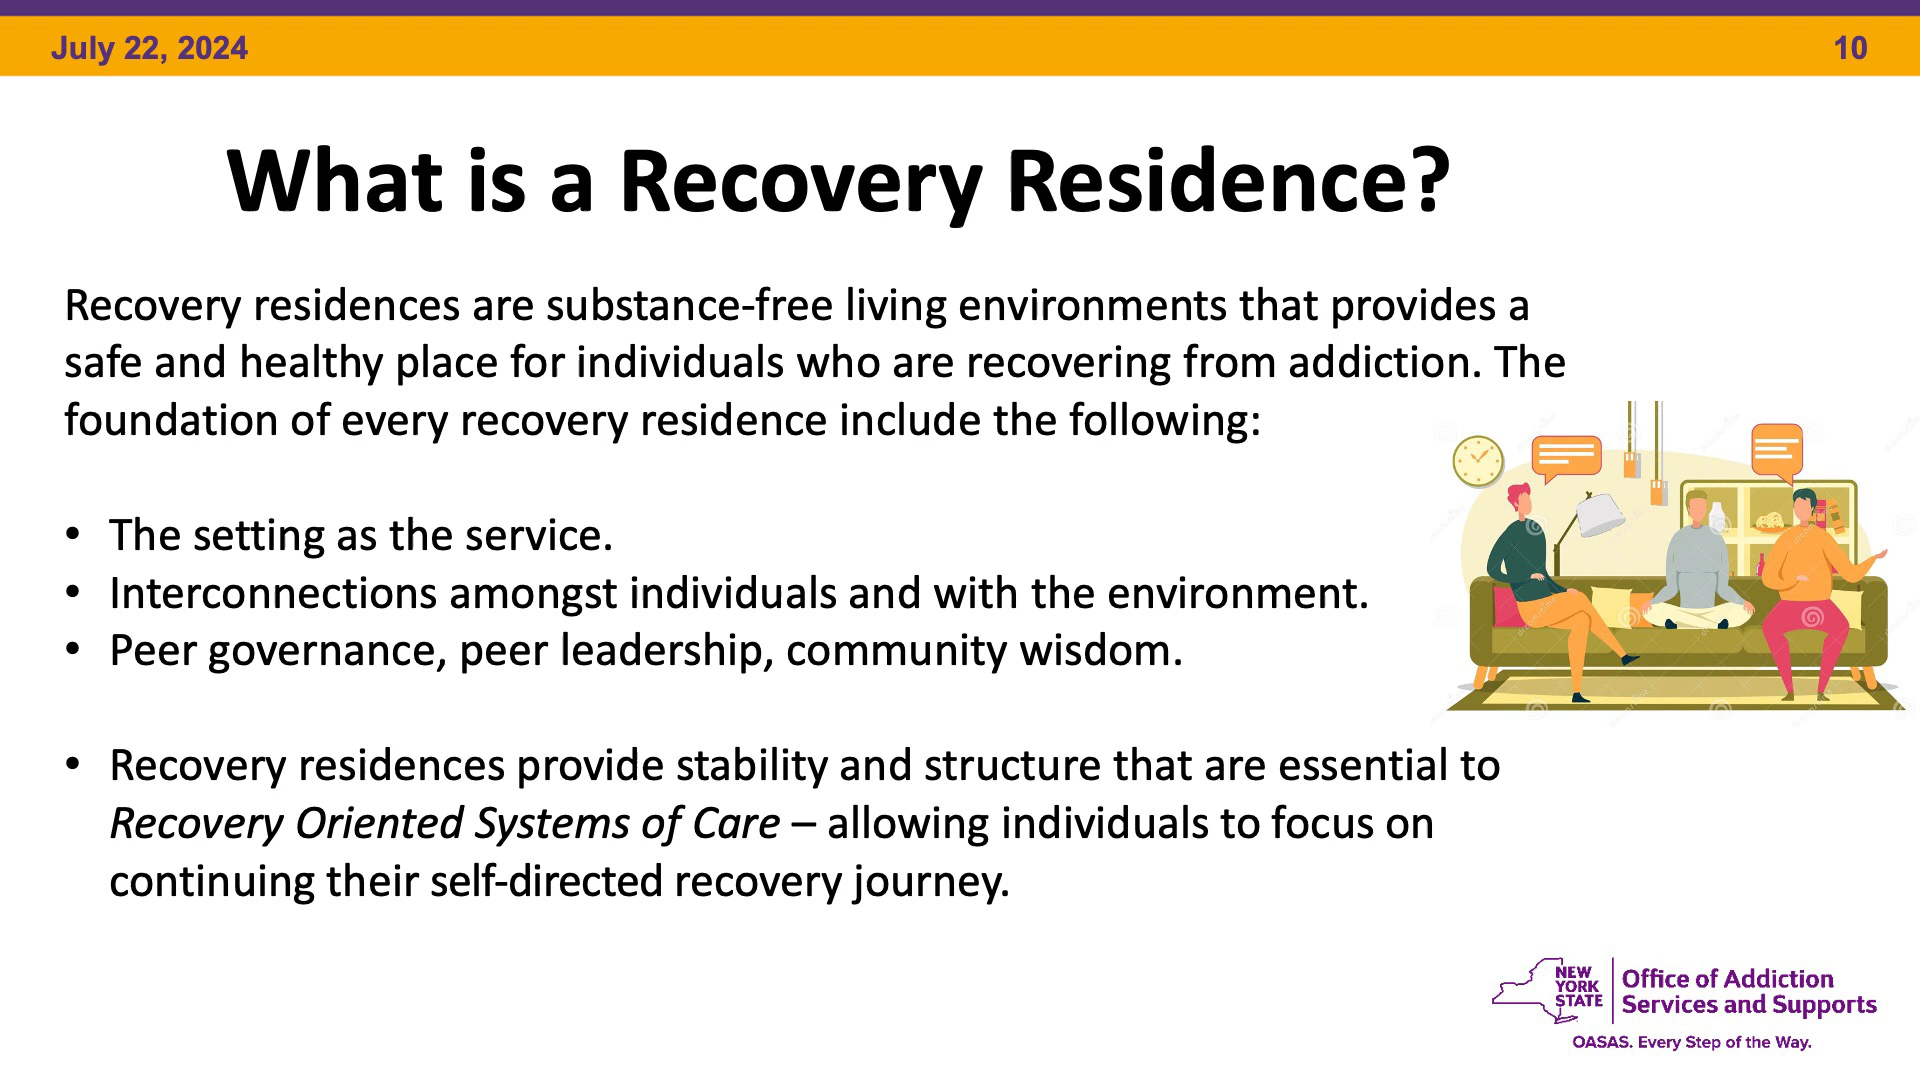 July 22, 2024
10
What is a Recovery Residence?
Recovery residences are substance-free living environments that provides a
safe and healthy place for individuals who are recovering from addiction. The
foundation of every recovery residence include the following:
• The setting as the service.
• Interconnections amongst individuals and with the environment.
• Peer governance, peer leadership, community wisdom.
• Recovery residences provide stability and structure that are essential to
Recovery Oriented Systems of Care – allowing individuals to focus on
continuing their self-directed recovery journey.
NEW
YORK
STATE
Office of Addiction
Services and Supports
OASAS. Every Step of the Way.